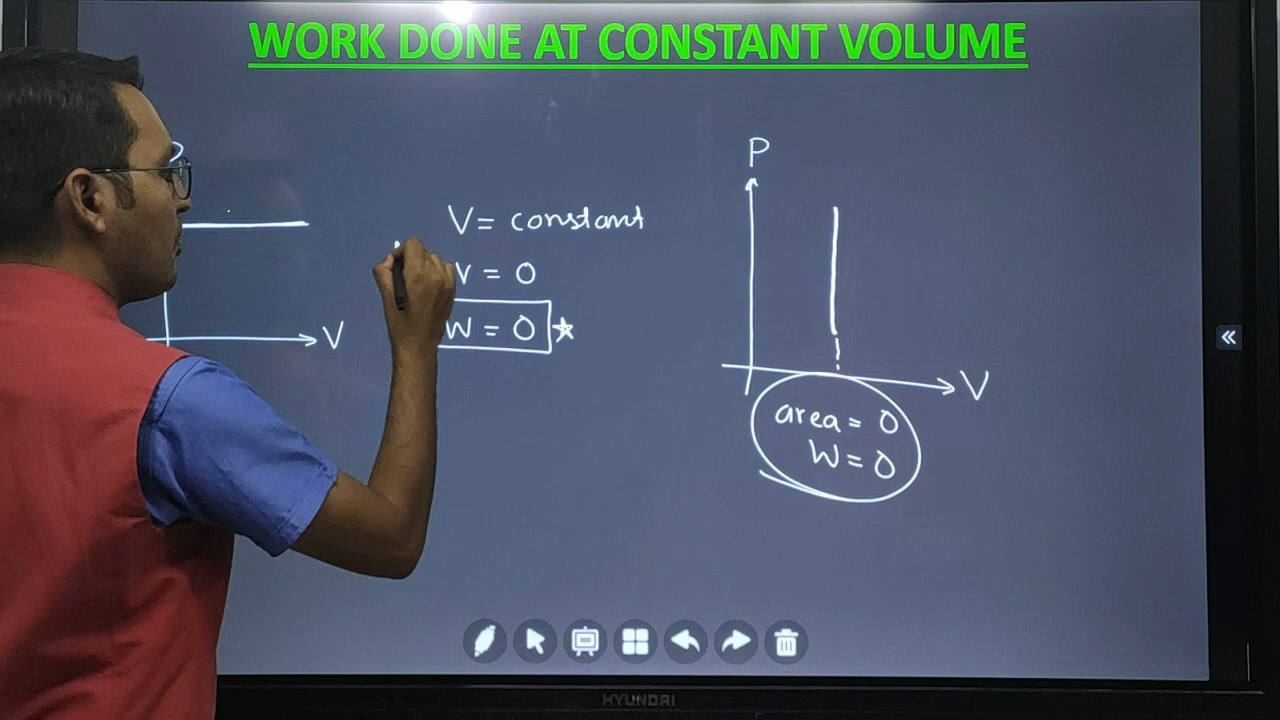 WORK DONE AT CONSTANT VOLUME
V
V = constant
V = 0
W = 0
P
V
area = 0
W = 0
HYUNDAI